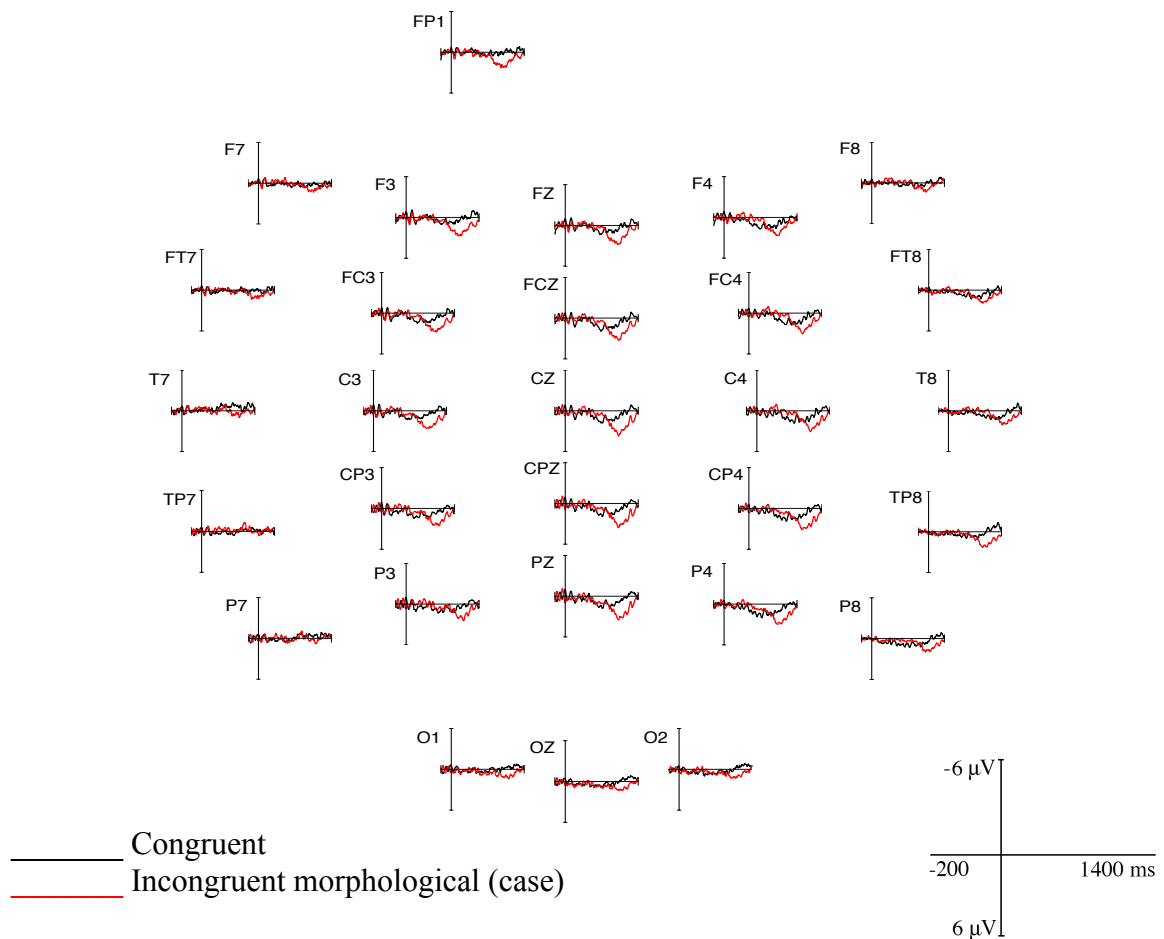 FP1
F7
F8
F3
FZ
F4
FT7
FC3
FCZ
FC4
FT8
T7
C3
CZ
C4
T8
TP7
CP3
CPZ
CP4
TP8
P3
PZ
P4
P7
P8
O1
OZ
O2
-6 μV
Congruent
-200
1400 ms
Incongruent morphological (case)
6 μV